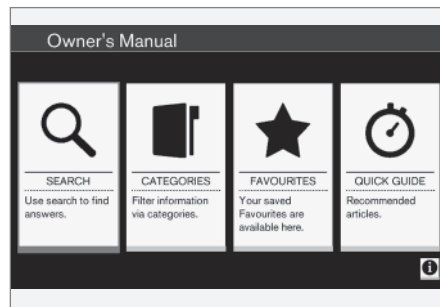 Owner's Manual
SEARCH
Use search to find
answers.
CATEGORIES
Filter information
via categories.
FAVOURITES
Your saved
Favourites are
available here.
QUICK GUIDE
Recommended
articles.